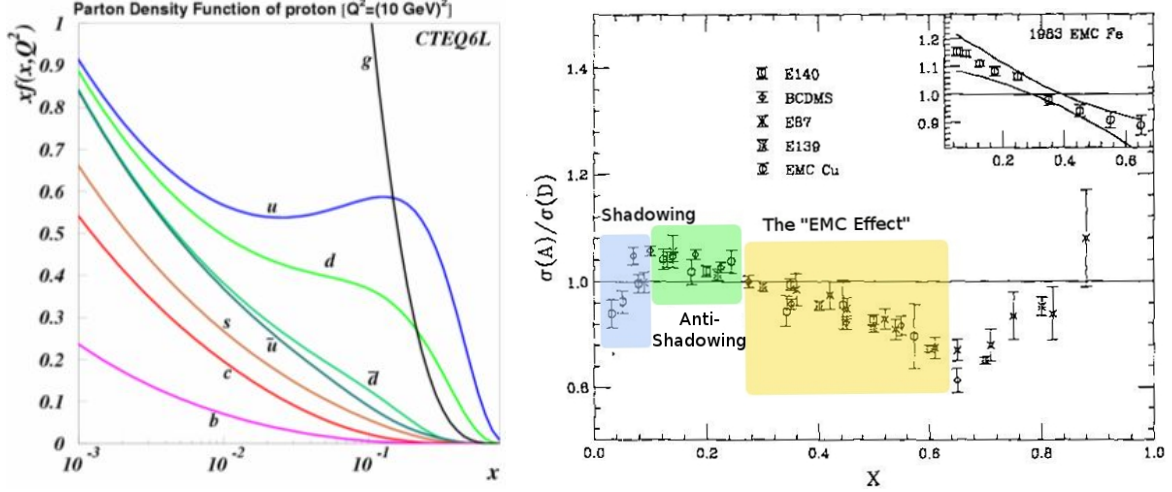 Parton Density Function of proton [Q²=(10 GeV)²]
CTEQ6L
xf(x,Q²)
1
0.9
0.8
0.7
0.6
0.5
0.4
0.3
0.2
0.1
0
g
u
d
s
ū
c
d̄
b
10⁻³
10⁻²
10⁻¹
x
1983 EMC Fe
1.2
1.1
1.0
0.9
0.2
0.4
0.6
E140
BCDMS
E87
E139
EMC Cu
σ(A)/σ(D)
1.4
1.2
1.0
0.8
Shadowing
The "EMC Effect"
Anti-
Shadowing
0.0
0.2
0.4
0.6
0.8
1.0
X